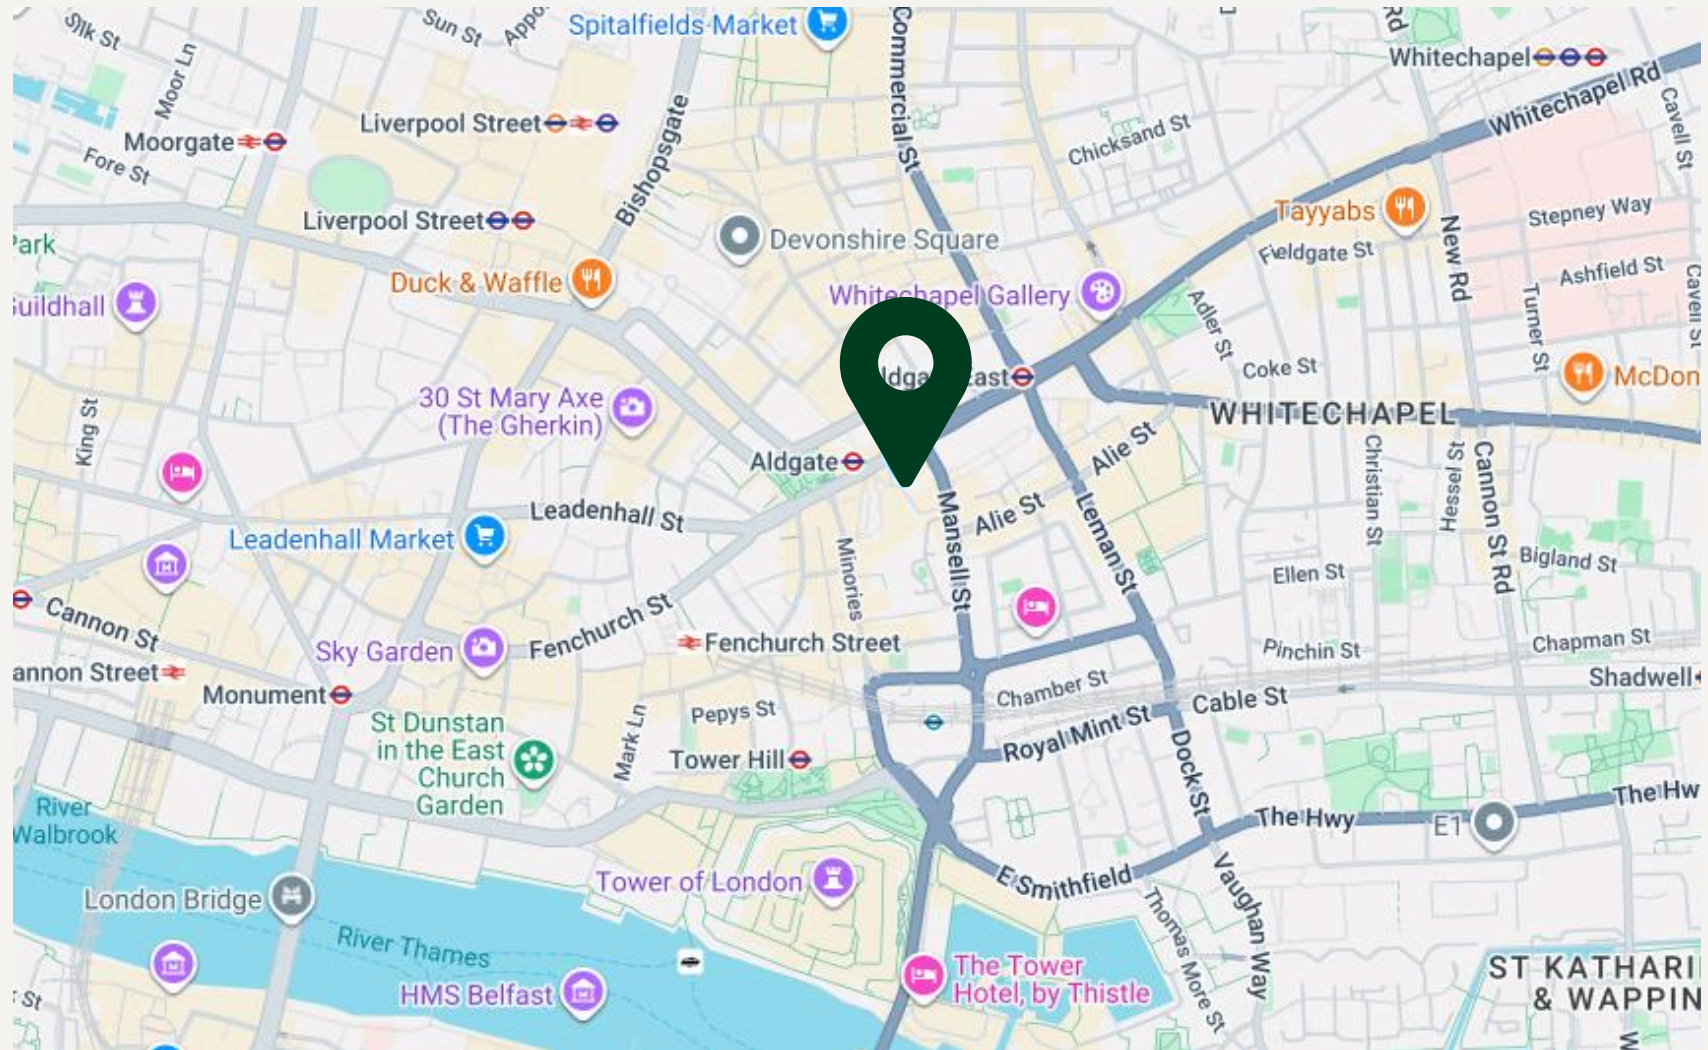 Silk St
Moor Ln
Sun St
Spitalfields Market
Commercial St
Rd
Whitechapel
Whitechapel Rd
Cavell St
Moorgate
Liverpool Street
Bishopsgate
Chicksand St
Fore St
Liverpool Street
Devonshire Square
Tayyabs
New Rd
Stepney Way
Park
Fieldgate St
Ashfield St
Cavell St
Duck & Waffle
Whitechapel Gallery
Adler St
Turner St
Guildhall
30 St Mary Axe
(The Gherkin)
Aldgate East
Coke St
McDon
King St
WHITECHAPEL
Aldgate
Alie St
Christian St
Hessel St
Cannon St Rd
Leadenhall St
Mansell St
Alie St
Leman St
Leadenhall Market
Minories
Bigland St
Ellen St
Cannon St
Fenchurch St
Sky Garden
Fenchurch Street
Pinchin St
Chapman St
annon Street
Shadwell
Monument
Chamber St
Cable St
Mark Ln
Pepys St
St Dunstan
in the East
Church
Garden
Royal Mint St
Dock St
Tower Hill
River
Walbrook
The Hwy
The Hw
E1
Tower of London
E Smithfield
Vaughan Way
London Bridge
Thomas More St
River Thames
The Tower
Hotel, by Thistle
HMS Belfast
ST KATHARI
& WAPPIN
St
W